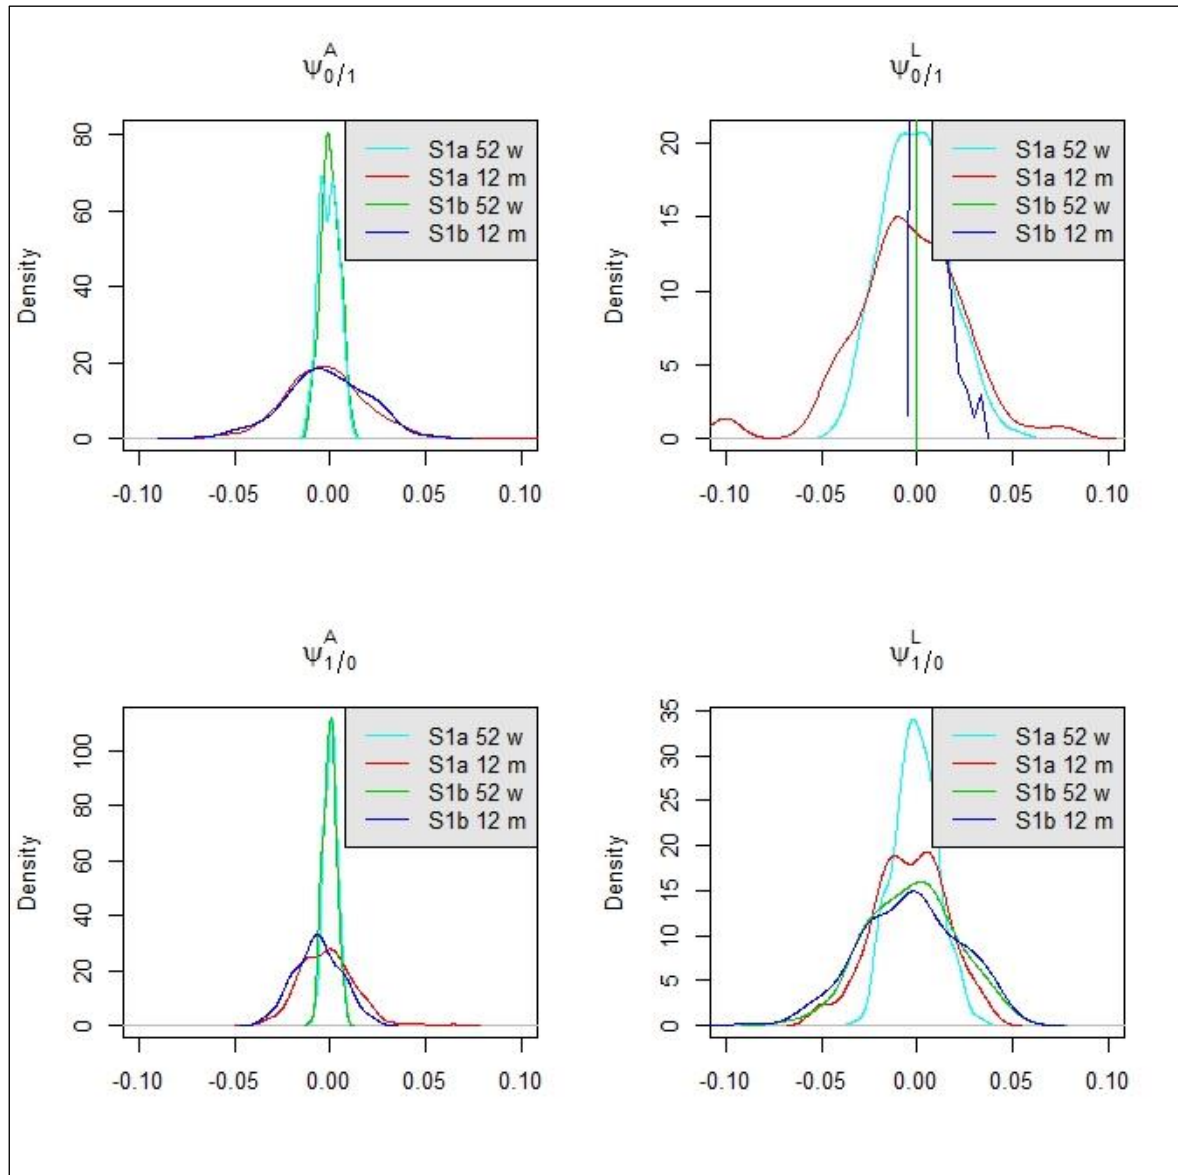 ψ^A_0/1
80
60
40
20
0
Density
S1a 52 w
S1a 12 m
S1b 52 w
S1b 12 m
-0.10 -0.05 0.00 0.05 0.10
ψ^L_0/1
20
15
10
5
0
Density
S1a 52 w
S1a 12 m
S1b 52 w
S1b 12 m
-0.10 -0.05 0.00 0.05 0.10
ψ^A_1/0
100
80
60
40
20
0
Density
S1a 52 w
S1a 12 m
S1b 52 w
S1b 12 m
-0.10 -0.05 0.00 0.05 0.10
ψ^L_1/0
35
30
25
20
15
10
5
0
Density
S1a 52 w
S1a 12 m
S1b 52 w
S1b 12 m
-0.10 -0.05 0.00 0.05 0.10